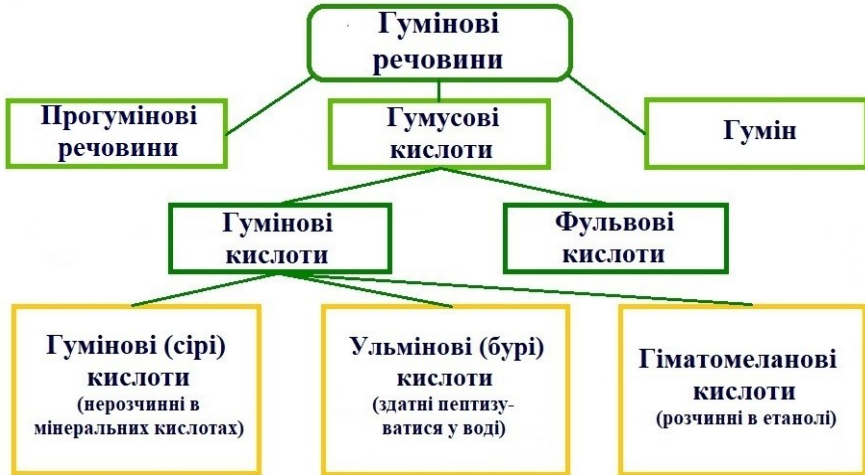 Гумінові
речовини
Прогумінові
речовини
Гумусові
кислоти
Гумін
Гумінові
кислоти
Фульвові
кислоти
Гумінові (сірі)
кислоти
(нерозчинні в
мінеральних кислотах)
Ульмінові (бурі)
кислоти
(здатні пептизу-
ватися у воді)
Гіматомеланові
кислоти
(розчинні в етанолі)